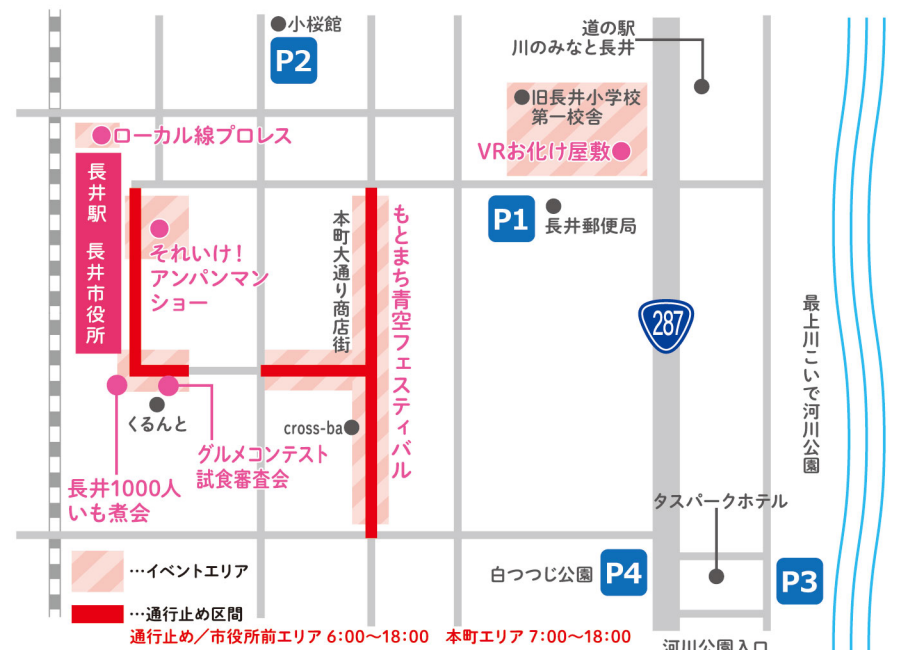 小桜館
P2
道の駅
川のみなと長井
旧長井小学校
第一校舎
VRお化け屋敷
ローカル線プロレス
長井駅 長井市役所
それいけ!
アンパンマン
ショー
本町大通り商店街
もとまち青空フェスティバル
P1
長井郵便局
287
最上川こいで河川公園
くるんと
cross-ba
グルメコンテスト
試食審査会
長井1000人
いも煮会
タスパークホテル
白つつじ公園
P4
P3
河川公園入口
…イベントエリア
…通行止め区間
通行止め/市役所前エリア 6:00~18:00 本町エリア 7:00~18:00